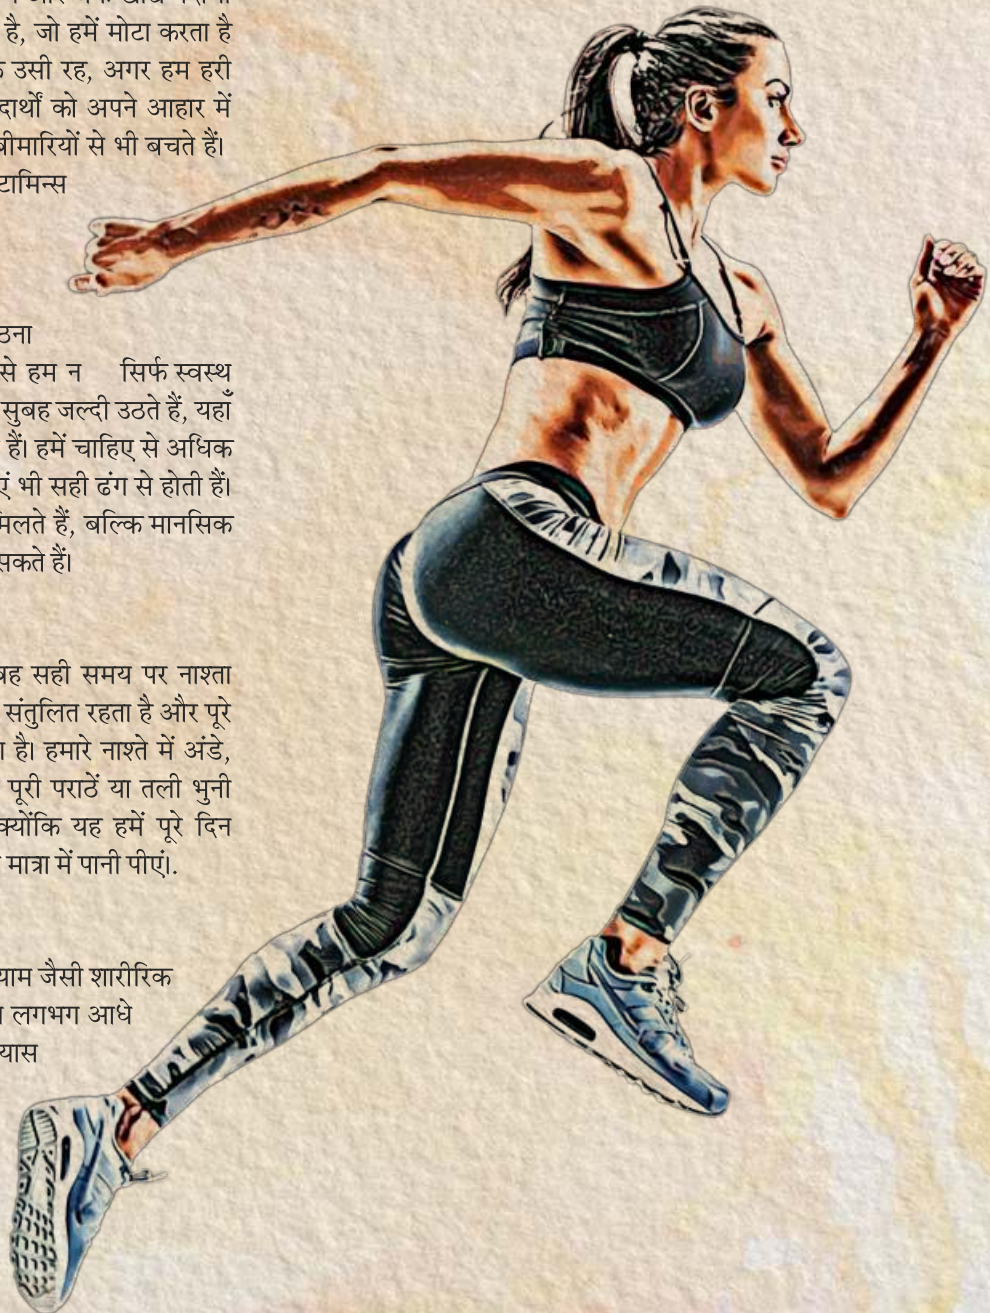 है, जो हमें मोटा करता है
उसी रह, अगर हम हरी
दार्थों को अपने आहार में
बीमारियों से भी बचते हैं।
टामिन्स
ठना
से हम न सिर्फ स्वस्थ
सुबह जल्दी उठते हैं, यहाँ
हैं। हमें चाहिए से अधिक
एं भी सही ढंग से होती हैं।
मिलते हैं, बल्कि मानसिक
सकते हैं।
बह सही समय पर नाश्ता
संतुलित रहता है और पूरे
है। हमारे नाश्ते में अंडे,
पूरी पराठें या तली भुनी
क्योंकि यह हमें पूरे दिन
मात्रा में पानी पीएं।.
याम जैसी शारीरिक
लगभग आधे
यास